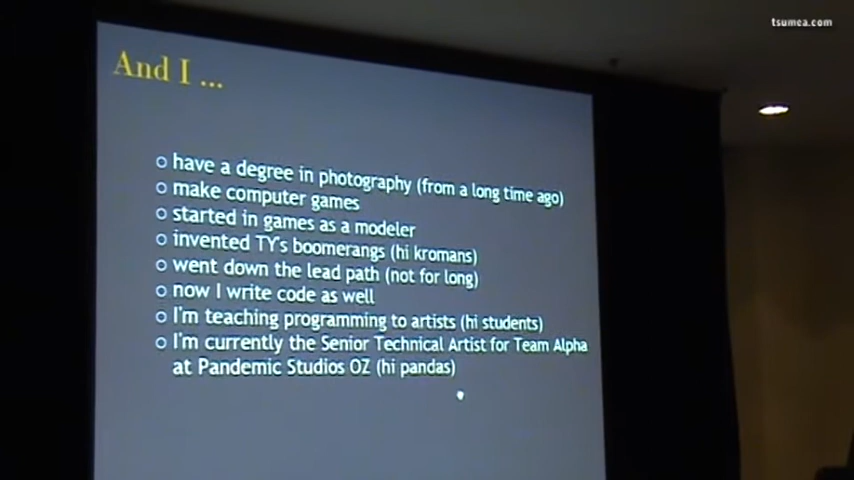 tsumea.com
And I ...
have a degree in photography (from a long time ago)
make computer games
started in games as a modeler
invented TY's boomerangs (hi kromans)
went down the lead path (not for long)
now I write code as well
I'm teaching programming to artists (hi students)
I'm currently the Senior Technical Artist for Team Alpha
at Pandemic Studios OZ (hi pandas)